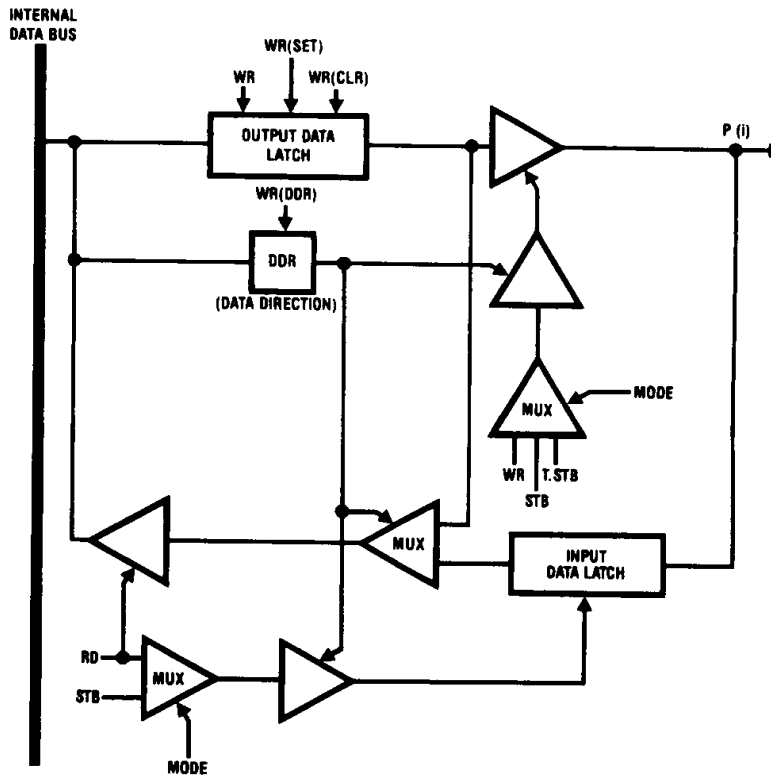 INTERNAL
DATA BUS
WR(SET)
WR
WR(CLR)
OUTPUT DATA
LATCH
P (i)
WR(DDR)
DDR
(DATA DIRECTION)
MODE
MUX
WR
T.STB
STB
MUX
INPUT
DATA LATCH
RD
MUX
STB
MODE